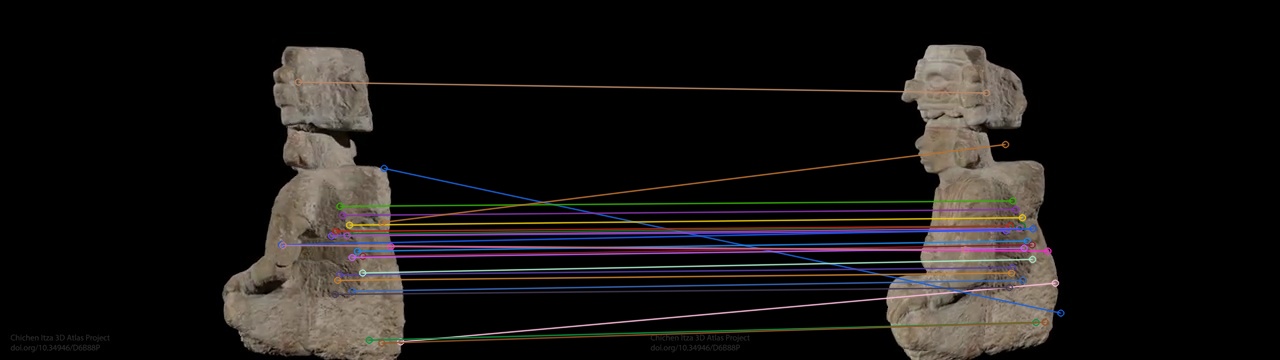 Chichen Itza 3D Atlas Project
doi.org/10.34946/D6B88P
Chichen Itza 3D Atlas Project
doi.org/10.34946/D6B88P